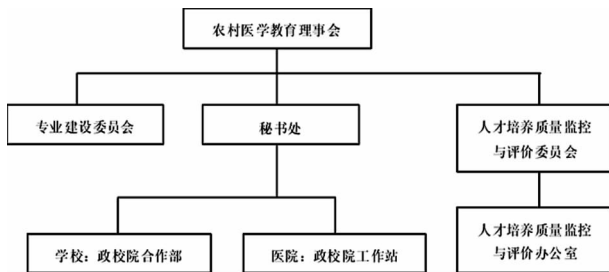 农村医学教育理事会
专业建设委员会
秘书处
人才培养质量监控
与评价委员会
学校：政校院合作部
医院：政校院工作站
人才培养质量监控
与评价办公室